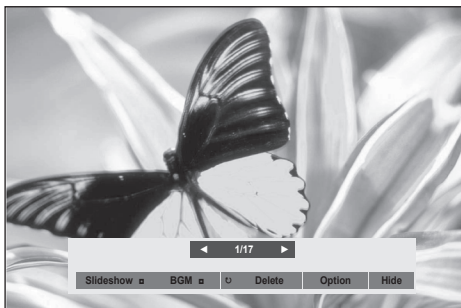 ◀ 1/17 ▶
Slideshow ◘ BGM ◘ ↻ Delete Option Hide